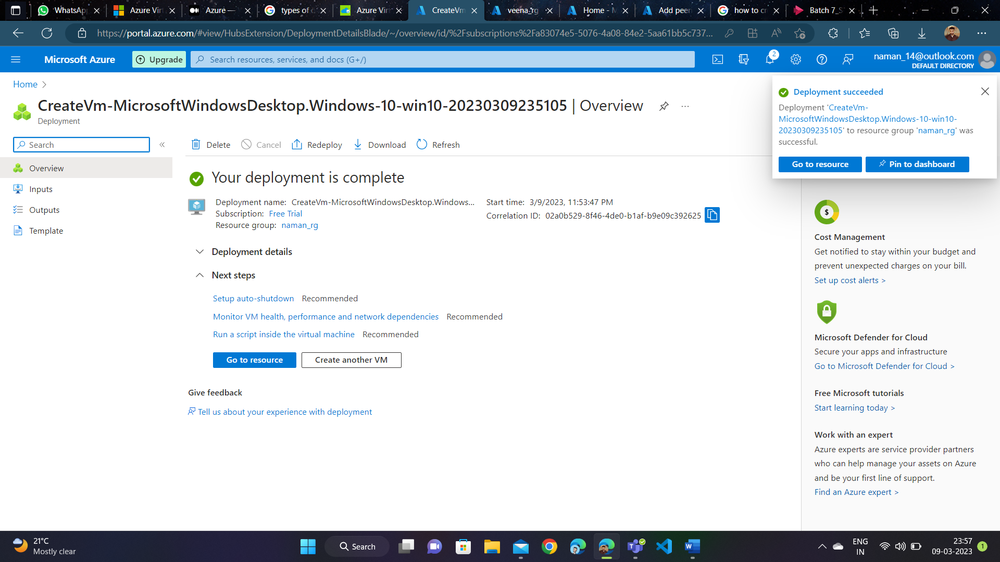 WhatsAp
Azure Virt
Azure —
types of c
Azure Virt
CreateVm
veena_rg
Home - M
Add peeri
how to cr
Batch 7_S
https://portal.azure.com/#view/HubsExtension/DeploymentDetailsBlade/~/overview/id/%2Fsubscriptions%2Fa83074e5-5076-4a08-84e2-5aa61bb5c737...
Microsoft Azure
Upgrade
Search resources, services, and docs (G+/)
2
naman_14@outlook.com
DEFAULT DIRECTORY
Home
CreateVm-MicrosoftWindowsDesktop.Windows-10-win10-20230309235105 | Overview
Deployment
Deployment succeeded
Deployment 'CreateVm-
MicrosoftWindowsDesktop.Windows-10-win10-
20230309235105' to resource group 'naman_rg' was
successful.
Go to resource
Pin to dashboard
Search
Delete
Cancel
Redeploy
Download
Refresh
Overview
Inputs
Outputs
Template
Your deployment is complete
Deployment name: CreateVm-MicrosoftWindowsDesktop.Windows...
Subscription: Free Trial
Resource group: naman_rg
Start time: 3/9/2023, 11:53:47 PM
Correlation ID: 02a0b529-8f46-4de0-b1af-b9e09c392625
Deployment details
Next steps
Setup auto-shutdown Recommended
Monitor VM health, performance and network dependencies Recommended
Run a script inside the virtual machine Recommended
Go to resource
Create another VM
Give feedback
Tell us about your experience with deployment
$
Cost Management
Get notified to stay within your budget and
prevent unexpected charges on your bill.
Set up cost alerts >
Microsoft Defender for Cloud
Secure your apps and infrastructure
Go to Microsoft Defender for Cloud >
Free Microsoft tutorials
Start learning today >
Work with an expert
Azure experts are service provider partners
who can help manage your assets on Azure
and be your first line of support.
Find an Azure expert >
21°C
Mostly clear
Search
ENG
IN
23:57
09-03-2023
1